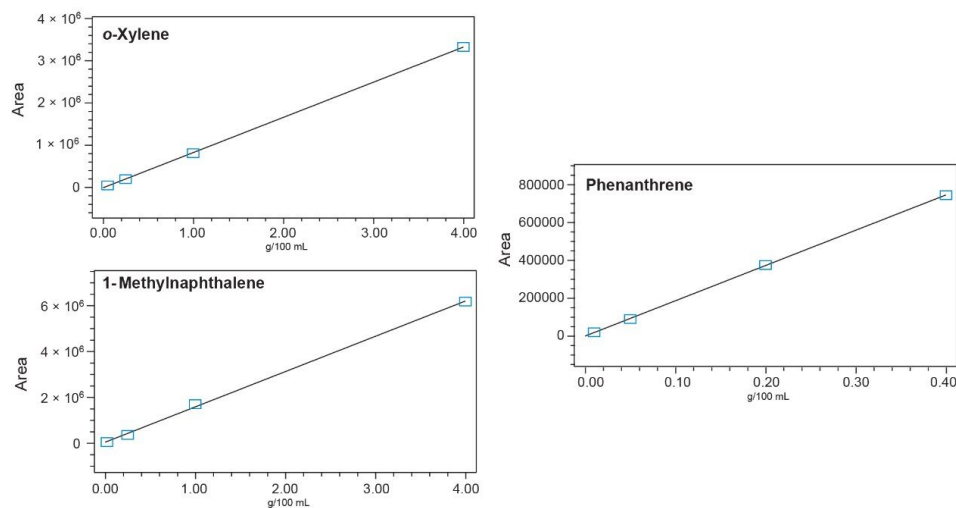 o-Xylene
4 × 10⁶
3 × 10⁶
2 × 10⁶
1 × 10⁶
0
Area
0.00 1.00 2.00 3.00 4.00
g/100 mL
1-Methylnaphthalene
6 × 10⁶
4 × 10⁶
2 × 10⁶
0
Area
0.00 1.00 2.00 3.00 4.00
g/100 mL
Phenanthrene
800000
600000
400000
200000
0
Area
0.00 0.10 0.20 0.30 0.40
g/100 mL